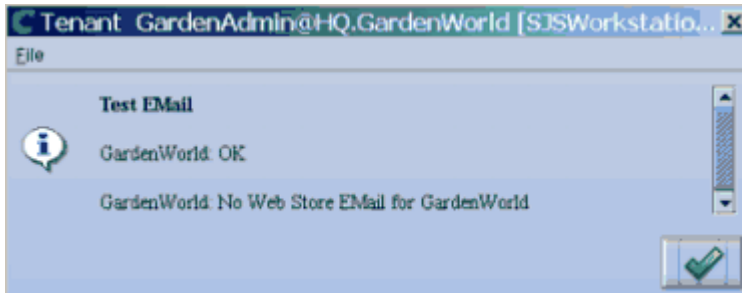 Tenant GardenAdmin@HQ.GardenWorld [SJSWorkstatio...
File
Test EMail
GardenWorld: OK
GardenWorld: No Web Store EMail for GardenWorld